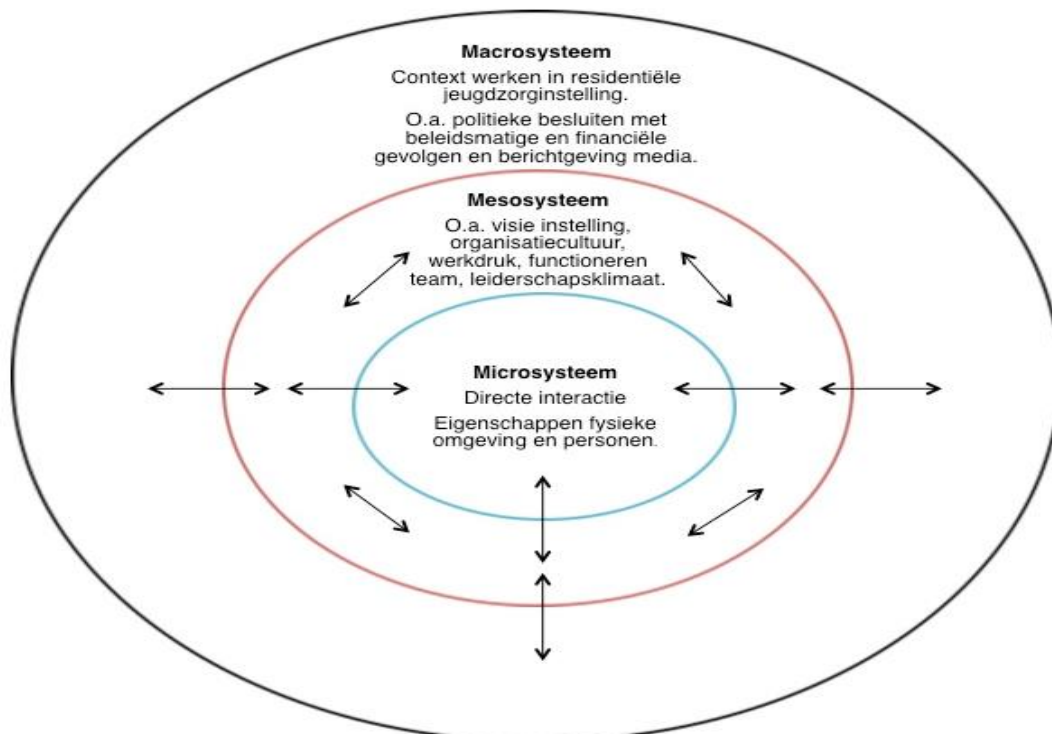 Macrosysteem
Context werken in residentiële
jeugdzorginstelling.
O.a. politieke besluiten met
beleidsmatige en financiële
gevolgen en berichtgeving media.
Mesosysteem
O.a. visie instelling,
organisatiecultuur,
werkdruk, functioneren
team, leiderschapsklimaat.
Microsysteem
Directe interactie
Eigenschappen fysieke
omgeving en personen.